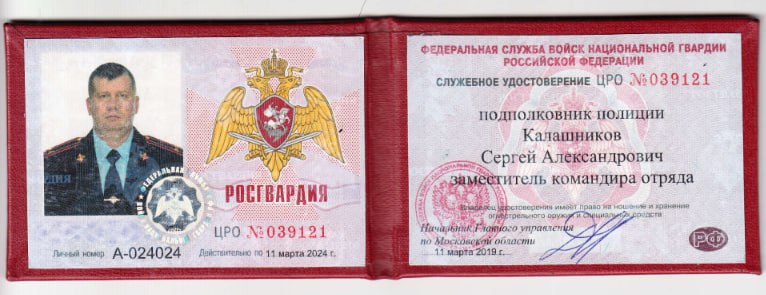 РОСГВАРДИЯ
ЦРО №039121
Личный номер А-024024 Действительно по 11 марта 2024 г.
ФЕДЕРАЛЬНАЯ СЛУЖБА ВОЙСК НАЦИОНАЛЬНОЙ ГВАРДИИ
РОССИЙСКОЙ ФЕДЕРАЦИИ
СЛУЖЕБНОЕ УДОСТОВЕРЕНИЕ ЦРО №039121
подполковник полиции
Калашников
Сергей Александрович
заместитель командира отряда
Владелец удостоверения имеет право на ношение и хранение
огнестрельного оружия и специальных средств
Начальник Главного управления
по Московской области
11 марта 2019 г.
РФ